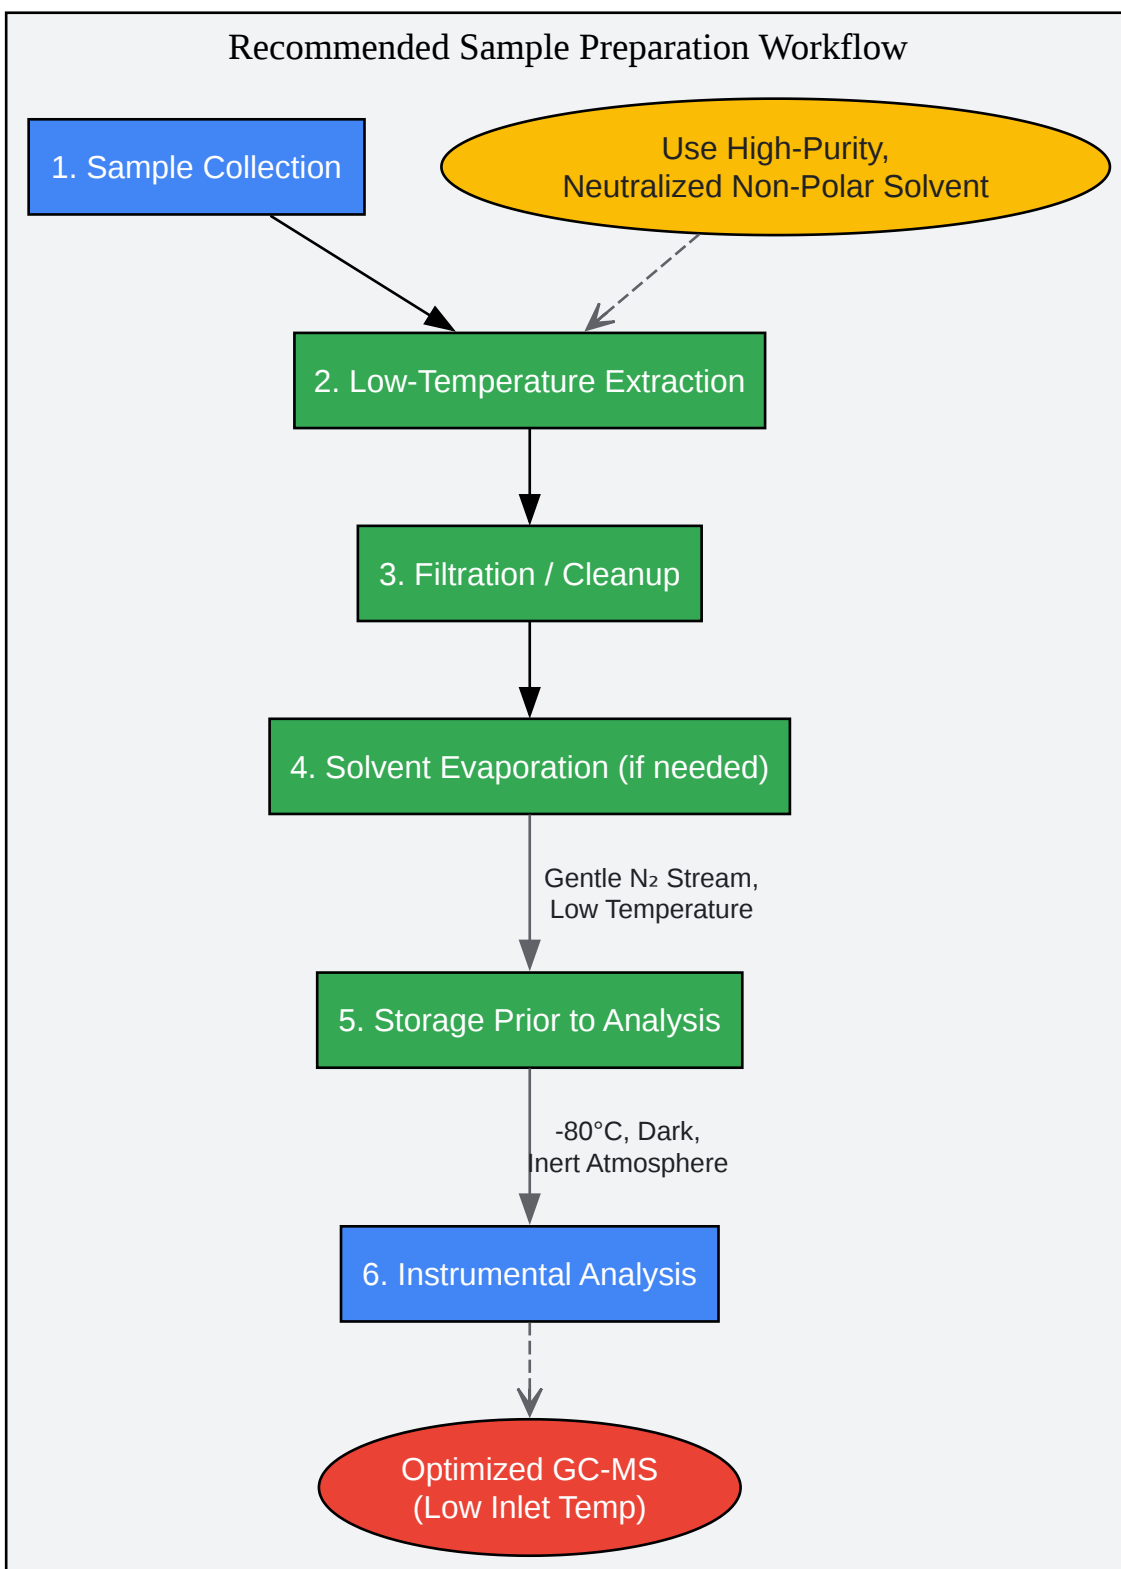 Recommended Sample Preparation Workflow
1. Sample Collection
Use High-Purity,
Neutralized Non-Polar Solvent
2. Low-Temperature Extraction
3. Filtration / Cleanup
4. Solvent Evaporation (if needed)
Gentle N₂ Stream,
Low Temperature
5. Storage Prior to Analysis
-80°C, Dark,
Inert Atmosphere
6. Instrumental Analysis
Optimized GC-MS
(Low Inlet Temp)